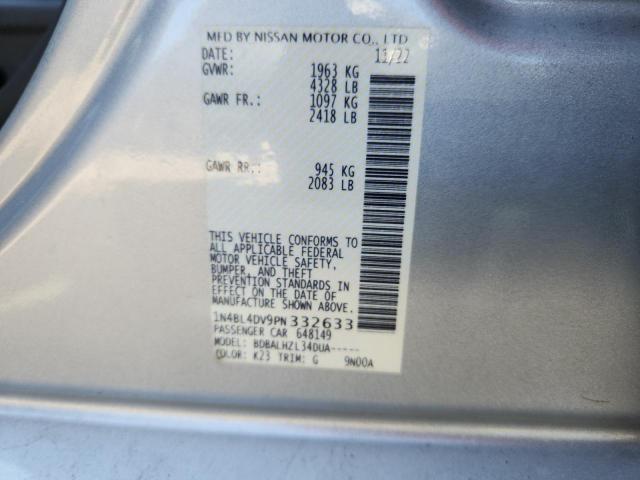 MFD BY NISSAN MOTOR CO., LTD
DATE: 11/22
GVWR: 1963 KG
4328 LB
GAWR FR.: 1097 KG
2418 LB
GAWR RR.: 945 KG
2083 LB
THIS VEHICLE CONFORMS TO
ALL APPLICABLE FEDERAL
MOTOR VEHICLE SAFETY,
BUMPER, AND THEFT
PREVENTION STANDARDS IN
EFFECT ON THE DATE OF
MANUFACTURE SHOWN ABOVE.
1N4BL4DV9PN332633
PASSENGER CAR 648149
MODEL: BDBALHZL34DUA-----
COLOR: K23 TRIM: G 9N00A